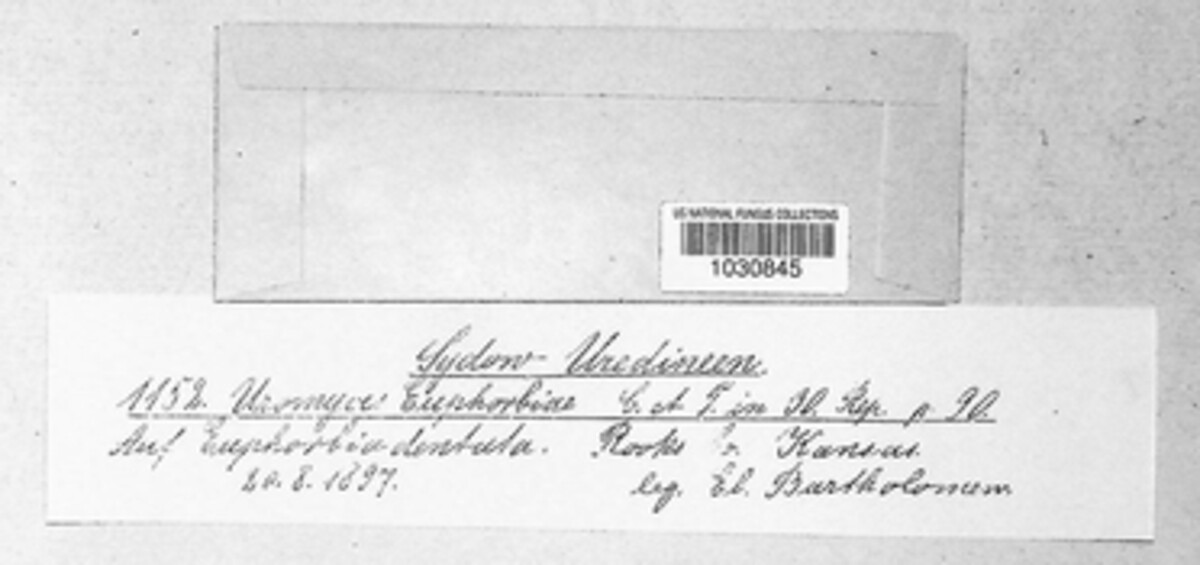 US NATIONAL FUNGUS COLLECTIONS
1030845
Sydow - Uredineen.
1152. Uromyces Euphorbiae C. et P. in 30. Rep. p. 90.
Auf Euphorbia dentata. Rooks Co. Kansas.
20. 8. 1897. leg. El. Bartholomew